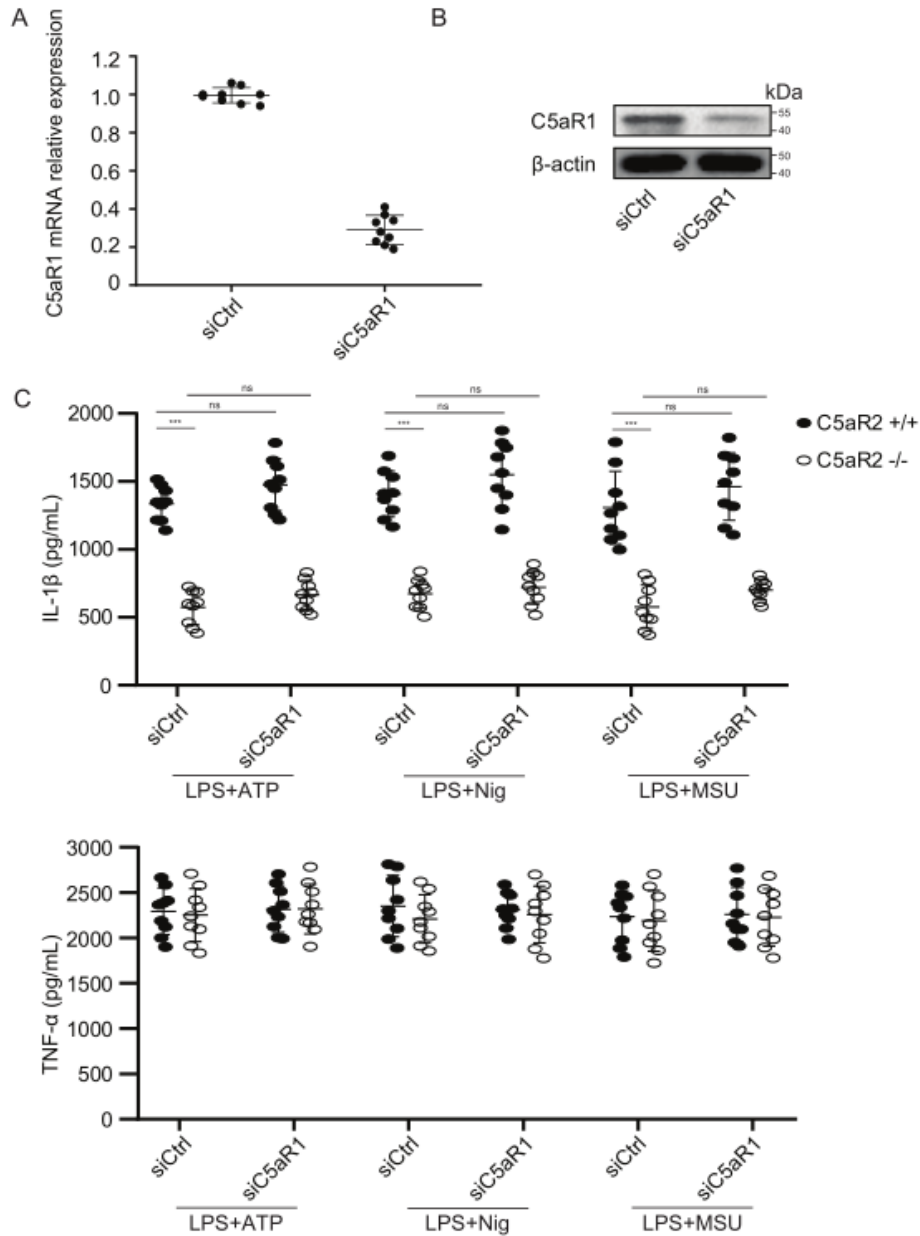 A
C5aR1 mRNA relative expression
1.2
1.0
0.8
0.6
0.4
0.2
0
siCtrl
siC5aR1
B
kDa
C5aR1
55
40
β-actin
50
40
siCtrl
siC5aR1
C
ns
ns
***
ns
ns
***
ns
ns
***
C5aR2 +/+
C5aR2 -/-
IL-1β (pg/mL)
2000
1500
1000
500
0
siCtrl
siC5aR1
siCtrl
siC5aR1
siCtrl
siC5aR1
LPS+ATP
LPS+Nig
LPS+MSU
TNF-α (pg/mL)
3000
2500
2000
1500
1000
500
0
siCtrl
siC5aR1
siCtrl
siC5aR1
siCtrl
siC5aR1
LPS+ATP
LPS+Nig
LPS+MSU